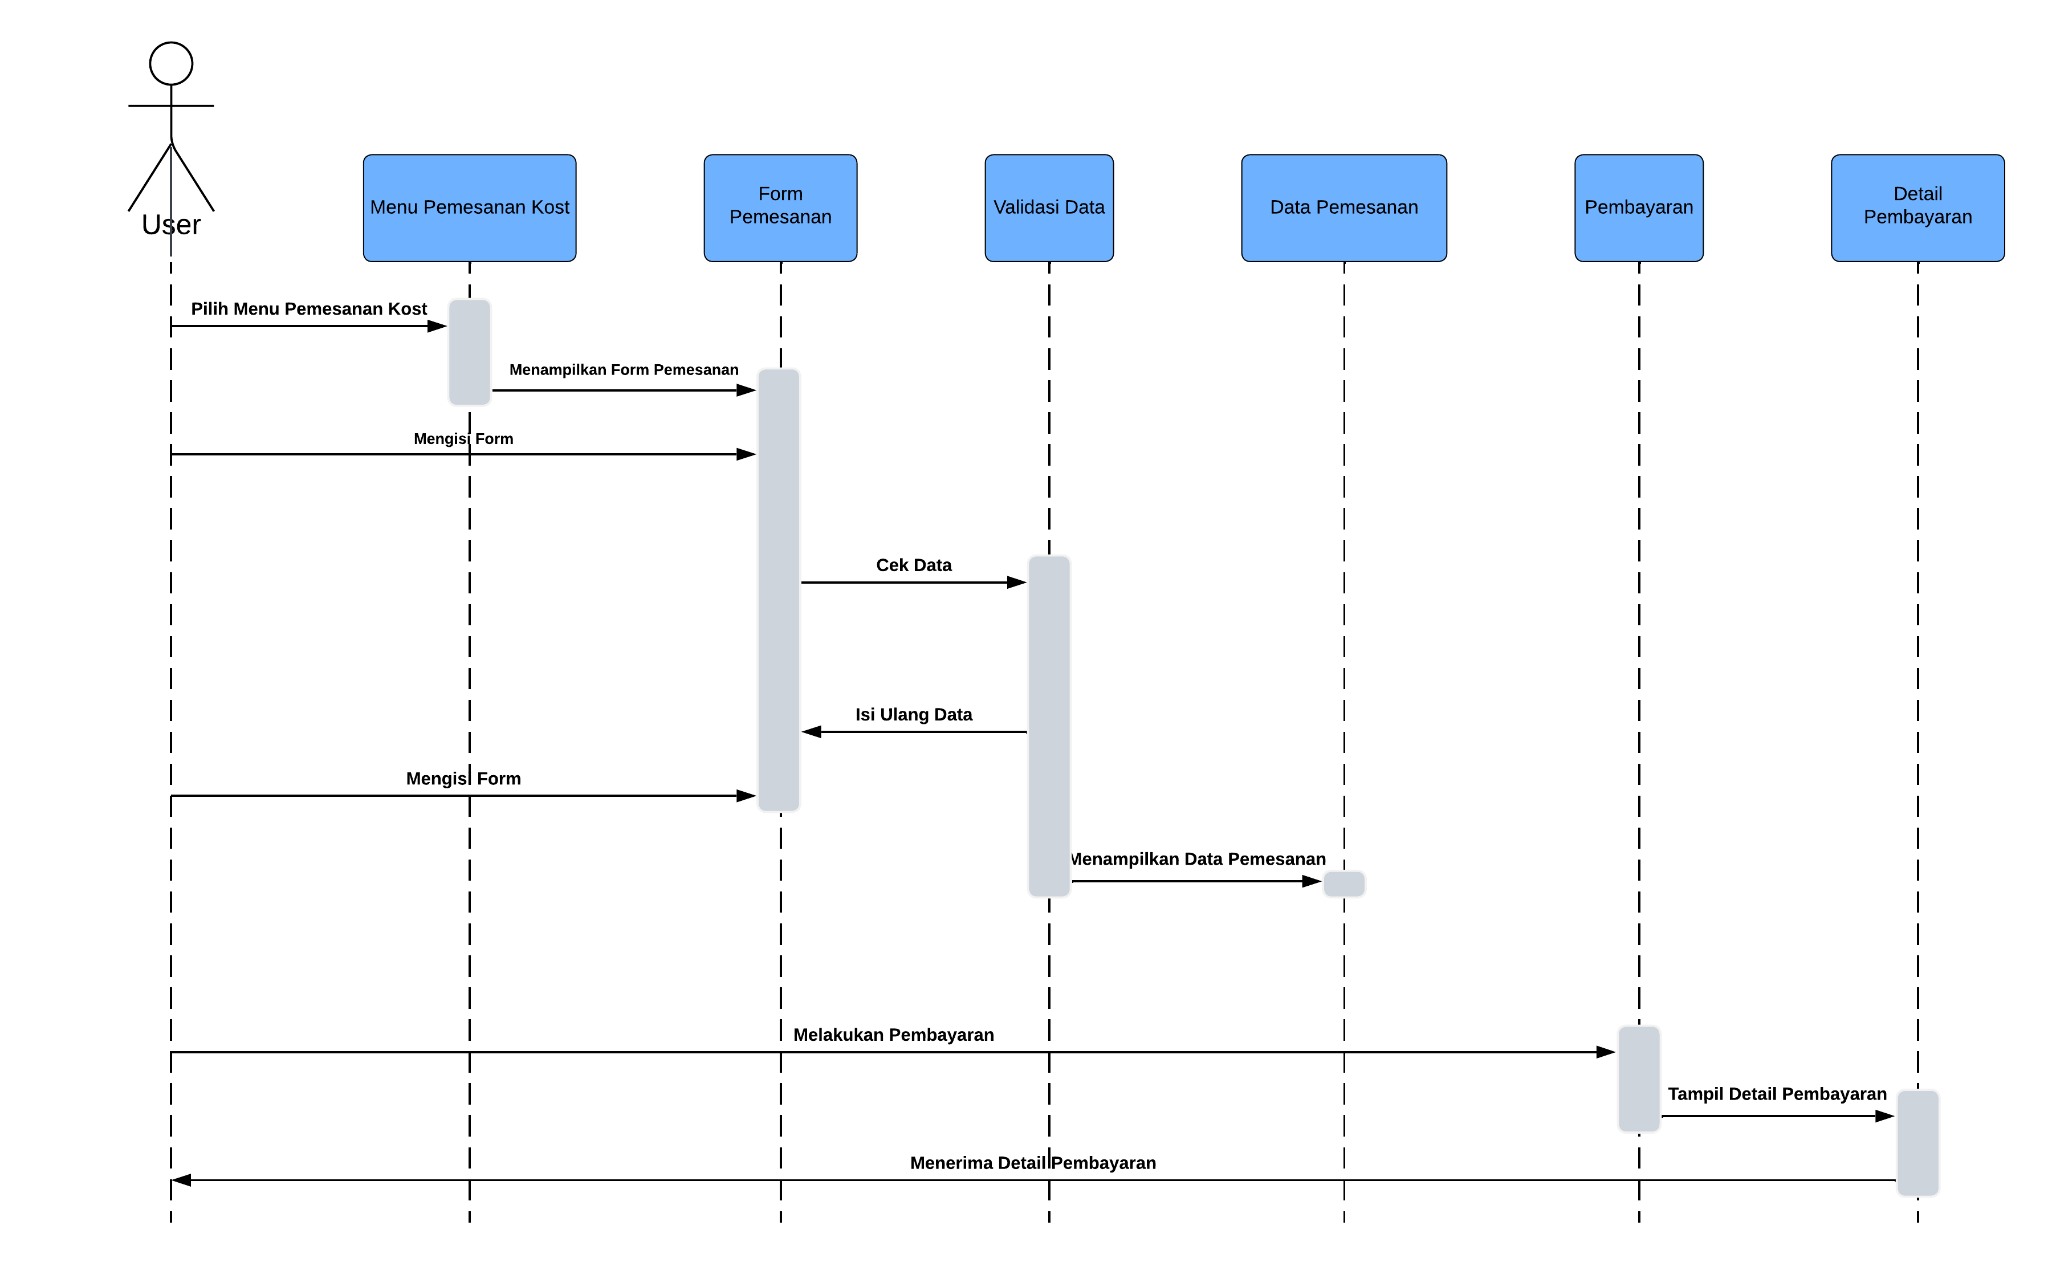 User
Menu Pemesanan Kost
Form
Pemesanan
Validasi Data
Data Pemesanan
Pembayaran
Detail
Pembayaran
Pilih Menu Pemesanan Kost
Menampilkan Form Pemesanan
Mengisi Form
Cek Data
Isi Ulang Data
Mengisi Form
Menampilkan Data Pemesanan
Melakukan Pembayaran
Tampil Detail Pembayaran
Menerima Detail Pembayaran